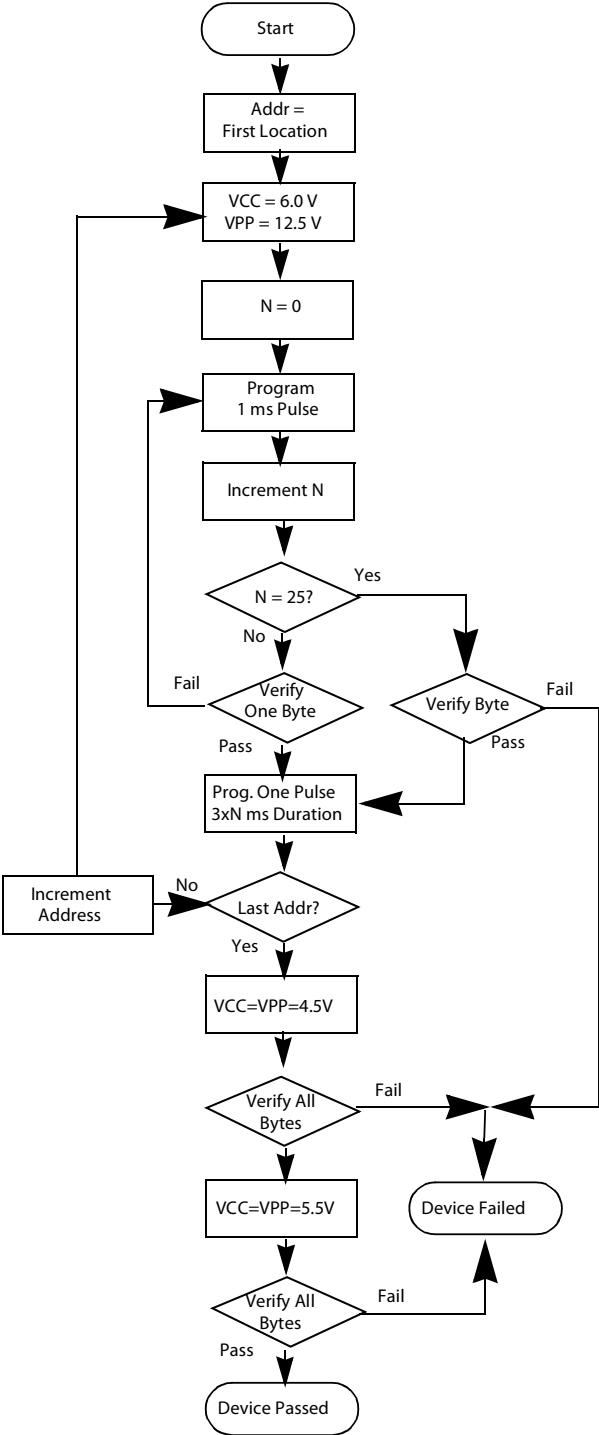 Start
Addr =
First Location
VCC = 6.0 V
VPP = 12.5 V
N = 0
Program
1 ms Pulse
Increment N
N = 25?
Yes
No
Verify
One Byte
Fail
Pass
Verify Byte
Fail
Pass
Prog. One Pulse
3xN ms Duration
Increment
Address
No
Last Addr?
Yes
VCC=VPP=4.5V
Verify All
Bytes
Fail
VCC=VPP=5.5V
Device Failed
Verify All
Bytes
Fail
Pass
Device Passed